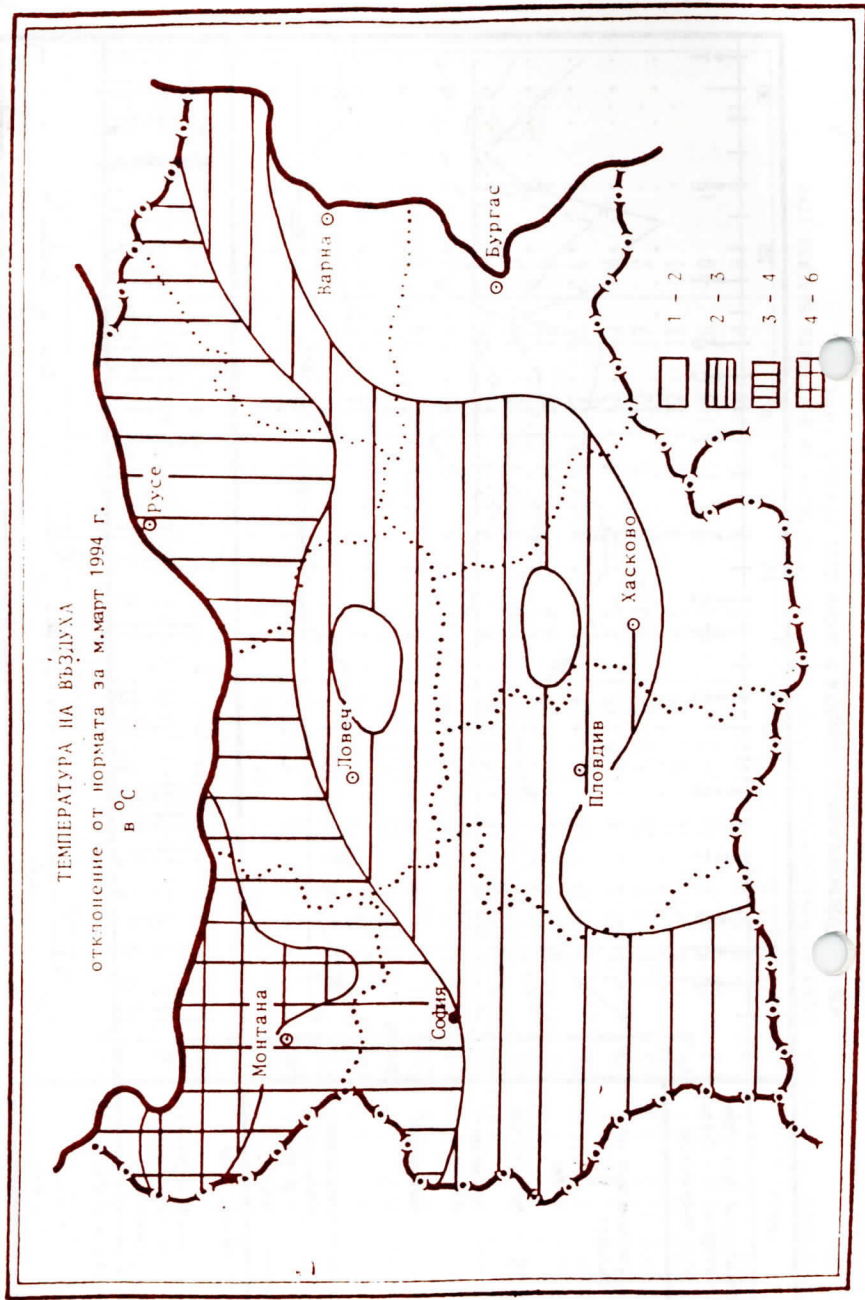 ТЕМПЕРАТУРА НА ВЪЗДУХА
отклонение от нормата за м.март 1994 г.
в °С
Русе
Варна
Монтана
Ловеч
София
Бургас
Пловдив
Хасково
1 - 2
2 - 3
3 - 4
4 - 6